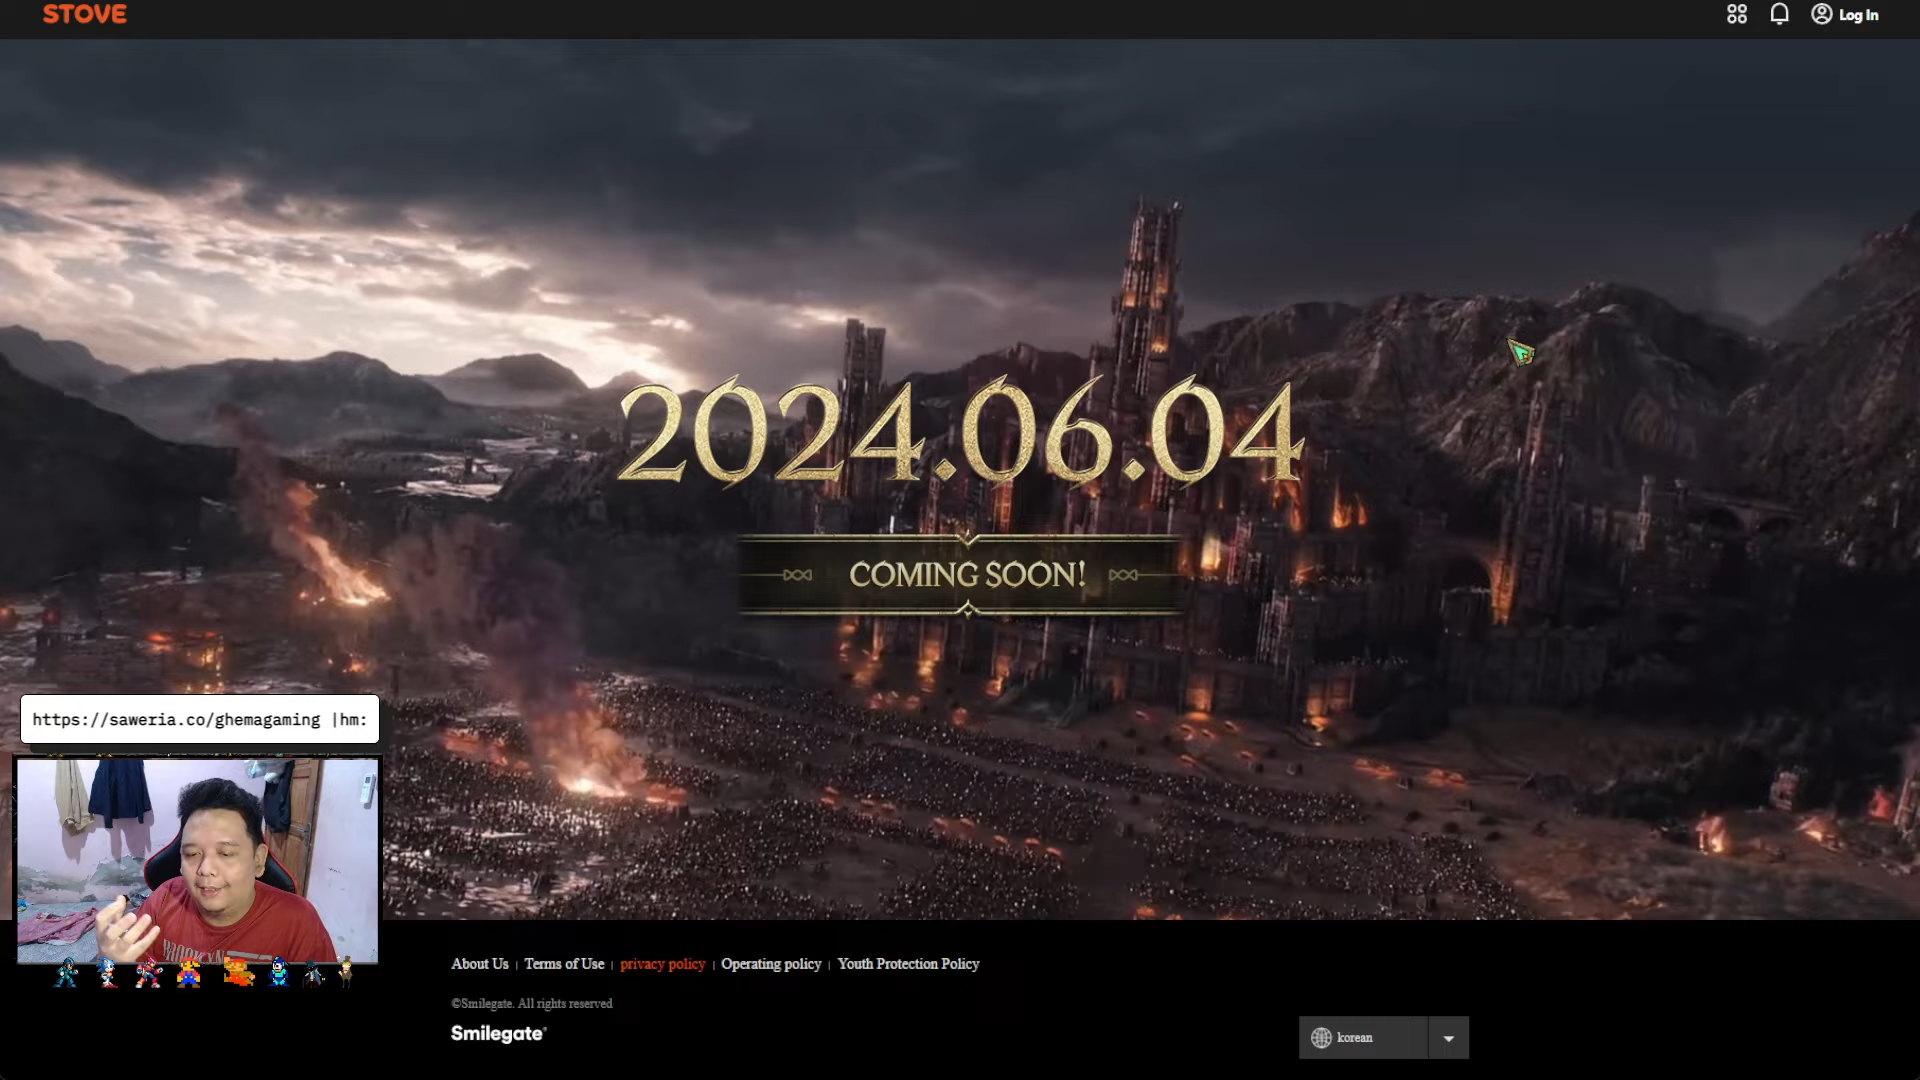 STOVE
Log In
2024.06.04
COMING SOON!
https://saweria.co/ghemagaming |hm:
About Us | Terms of Use | privacy policy | Operating policy | Youth Protection Policy
©Smilegate. All rights reserved
Smilegate
korean